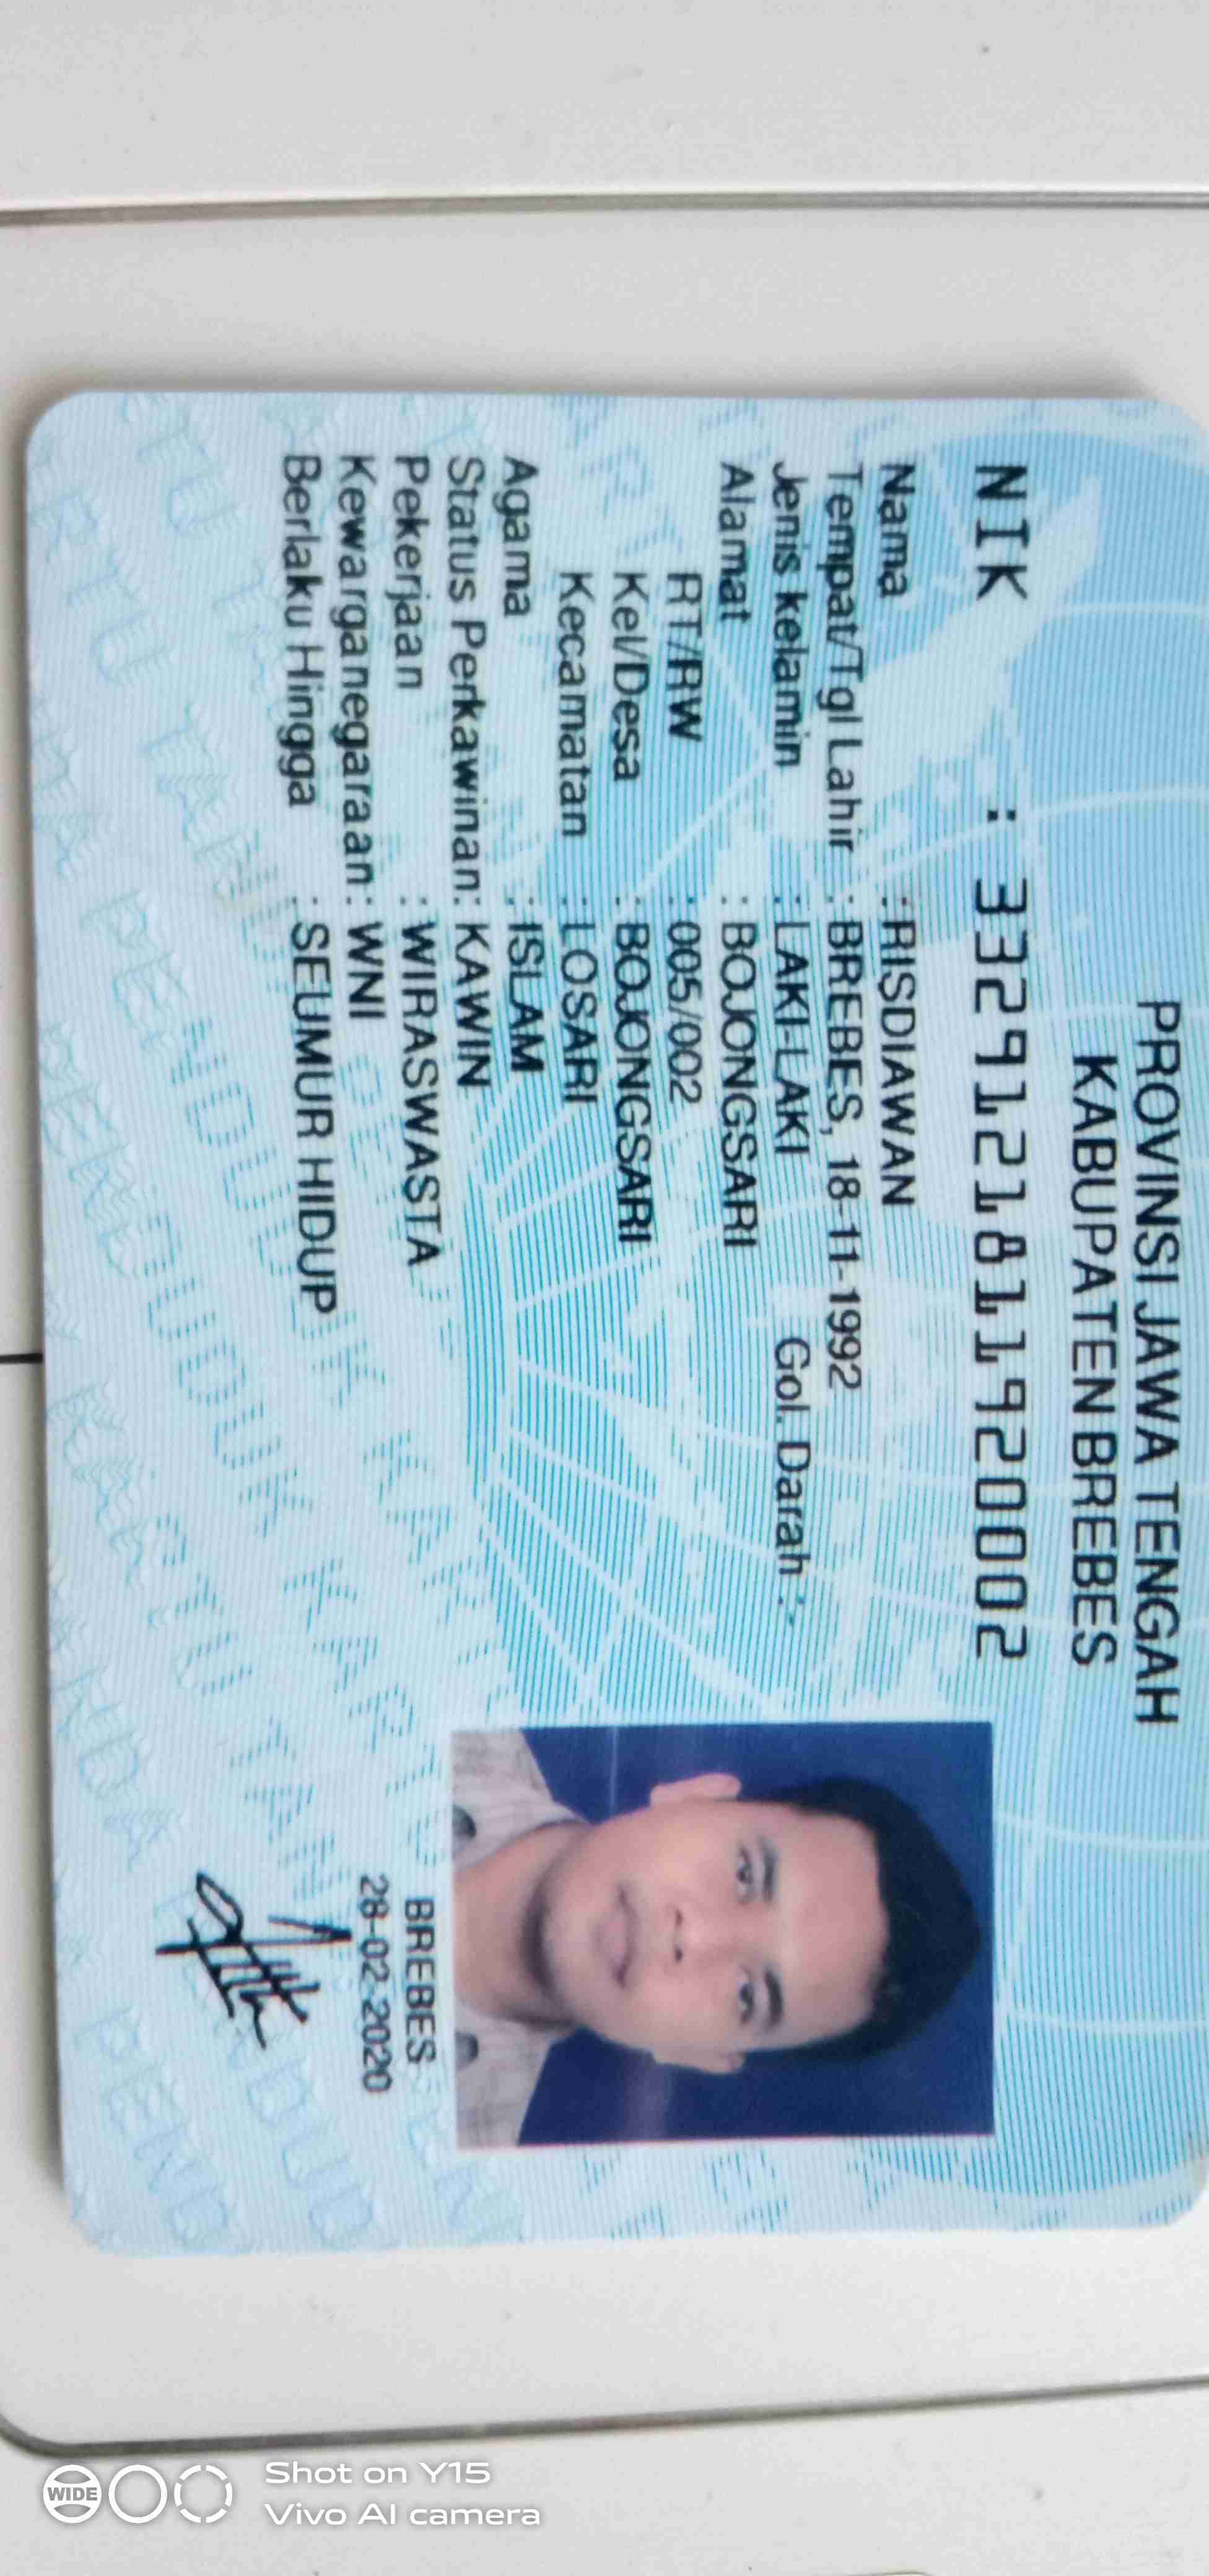 PROVINSI JAWA TENGAH
KABUPATEN BREBES
NIK : 3329121811920002
Nama : RISDIAWAN
Tempat/Tgl Lahir : BREBES, 18-11-1992
Jenis kelamin : LAKI-LAKI Gol. Darah : -
Alamat : BOJONGSARI
RT/RW : 005/002
Kel/Desa : BOJONGSARI
Kecamatan : LOSARI
Agama : ISLAM
Status Perkawinan: KAWIN
Pekerjaan : WIRASWASTA
Kewarganegaraan: WNI
Berlaku Hingga : SEUMUR HIDUP
BREBES
28-02-2020
WIDE
Shot on Y15
Vivo AI camera